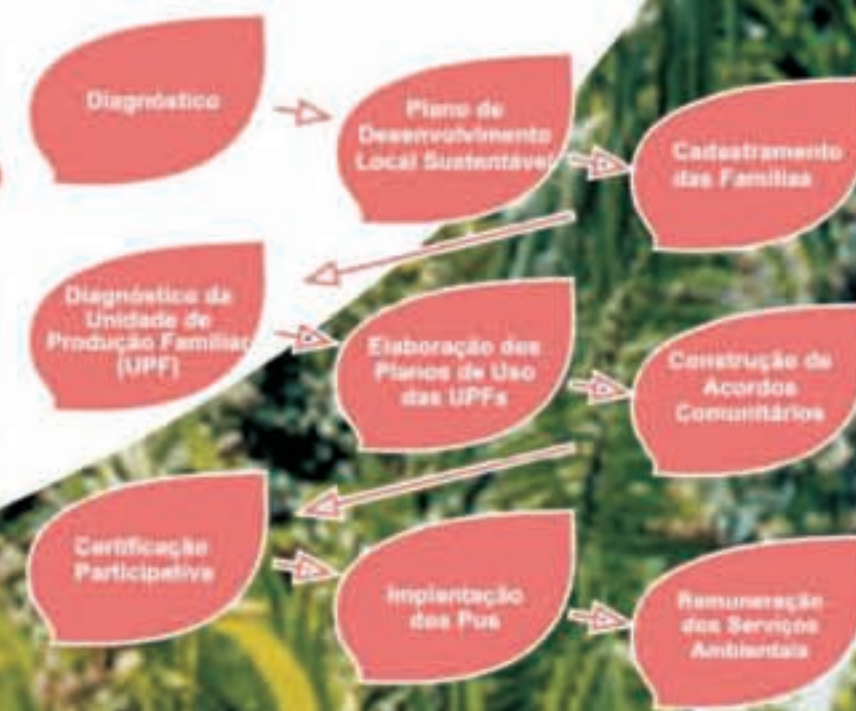 Diagnóstico
Plano de
Desenvolvimento
Local Sustentável
Cadastramento
das Famílias
Diagnóstico da
Unidade de
Produção Familiar
(UPF)
Elaboração dos
Planos de Uso
das UPFs
Construção de
Acordos
Comunitários
Certificação
Participativa
Implantação
dos Pus
Remuneração
dos Serviços
Ambientais